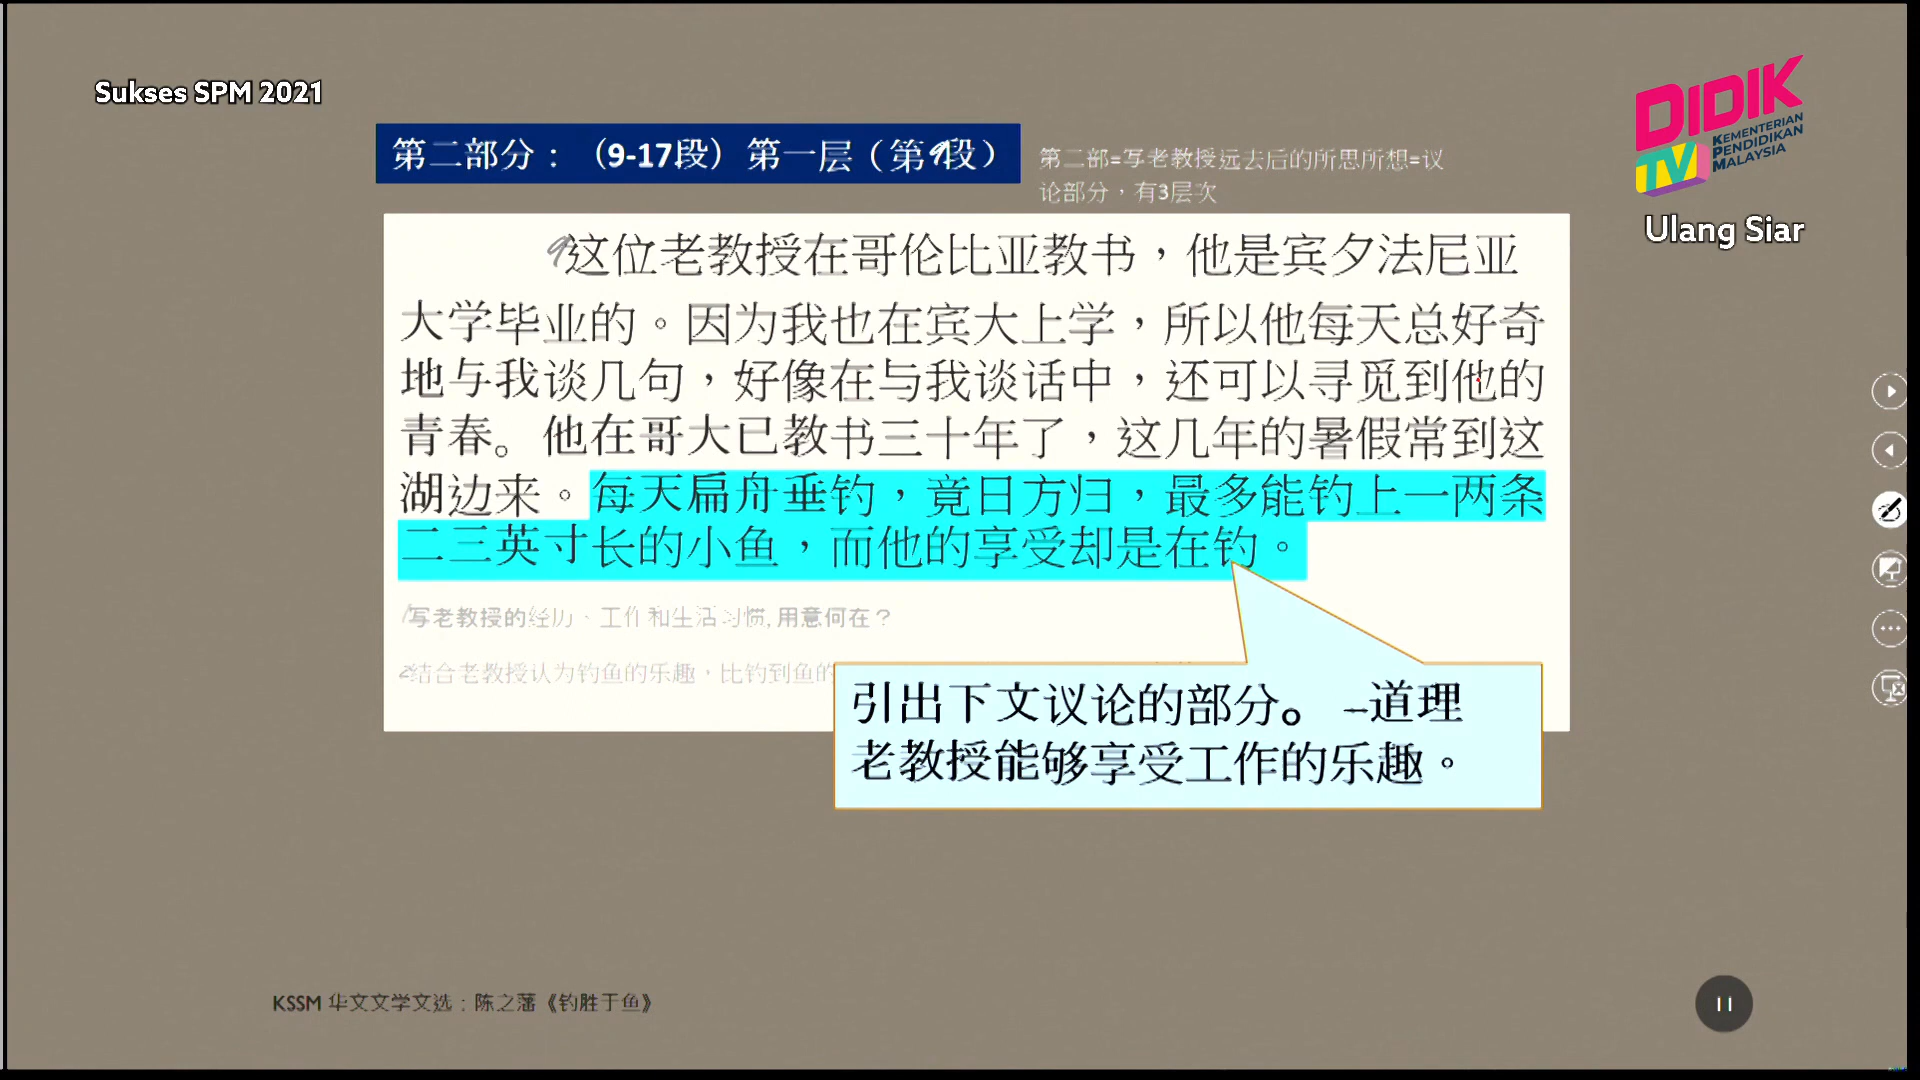 Sukses SPM 2021
DIDIK
TV
KEMENTERIAN
PENDIDIKAN
MALAYSIA
Ulang Siar
第二部分：（9-17段）第一层（第9段）
第二部=写老教授远去后的所思所想=议
论部分，有3层次
9这位老教授在哥伦比亚教书，他是宾夕法尼亚
大学毕业的。因为我也在宾大上学，所以他每天总好奇
地与我谈几句，好像在与我谈话中，还可以寻觅到他的
青春。他在哥大已教书三十年了，这几年的暑假常到这
湖边来。每天扁舟垂钓，竟日方归，最多能钓上一两条
二三英寸长的小鱼，而他的享受却是在钓。
写老教授的经历、工作和生活习惯,用意何在？
2结合老教授认为钓鱼的乐趣，比钓到鱼的
引出下文议论的部分。 –道理
老教授能够享受工作的乐趣。
KSSM 华文文学文选：陈之藩《钓胜于鱼》
11